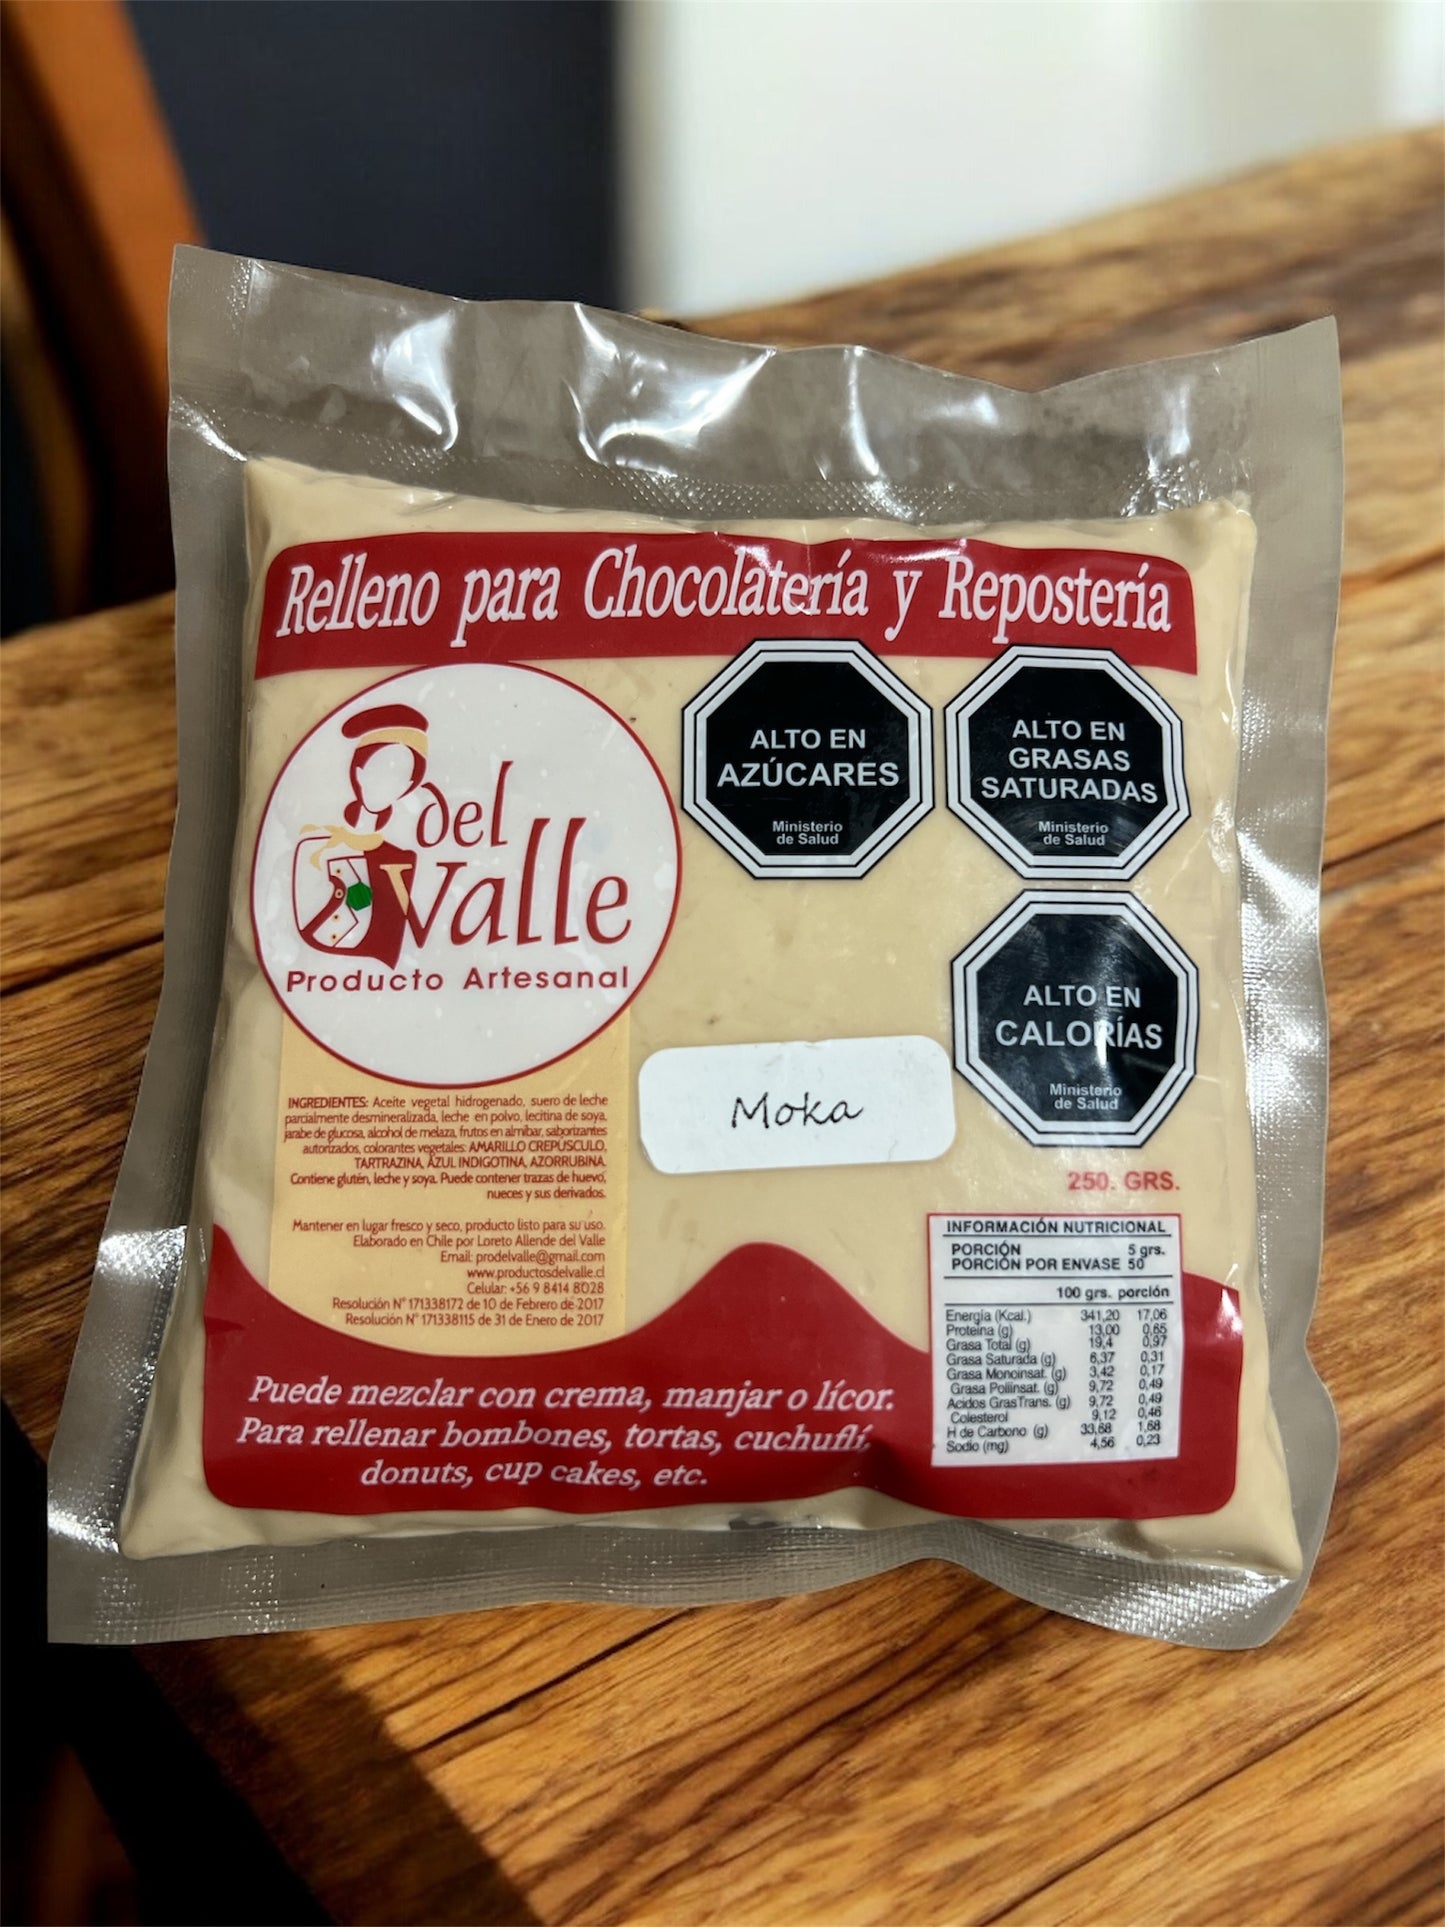 Relleno para Chocolatería y Repostería
del
Valle
Producto Artesanal
ALTO EN
AZÚCARES
Ministerio
de Salud
ALTO EN
GRASAS
SATURADAS
Ministerio
de Salud
ALTO EN
CALORÍAS
Ministerio
de Salud
Moka
250. GRS.
INGREDIENTES: Aceite vegetal hidrogenado, suero de leche
parcialmente desmineralizada, leche en polvo, lecitina de soya,
jarabe de glucosa, alcohol de melaza, frutos en almibar, saborizantes
autorizados, colorantes vegetales: AMARILLO CREPÚSCULO,
TARTRAZINA, AZUL INDIGOTINA, AZORRUBINA.
Contiene glutén, leche y soya. Puede contener trazas de huevo,
nueces y sus derivados.
Mantener en lugar fresco y seco, producto listo para su uso.
Elaborado en Chile por Loreto Allende del Valle
Email: prodelvalle@gmail.com
www.productosdelvalle.cl
Celular: +56 9 8414 8028
Resolución N° 171338172 de 10 de Febrero de 2017
Resolución N° 171338115 de 31 de Enero de 2017
INFORMACIÓN NUTRICIONAL
PORCIÓN 5 grs.
PORCIÓN POR ENVASE 50
100 grs. porción
Energía (Kcal.) 341,20 17,06
Proteina (g) 13,00 0,65
Grasa Total (g) 19,4 0,97
Grasa Saturada (g) 6,37 0,31
Grasa Monoinsat. (g) 3,42 0,17
Grasa Poliinsat. (g) 9,72 0,49
Acidos GrasTrans. (g) 9,72 0,49
Colesterol 9,12 0,46
H de Carbono (g) 33,68 1,68
Sodio (mg) 4,56 0,23
Puede mezclar con crema, manjar o lícor.
Para rellenar bombones, tortas, cuchuflí,
donuts, cup cakes, etc.